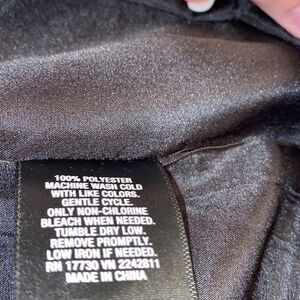 100% POLYESTER
MACHINE WASH COLD
WITH LIKE COLORS.
GENTLE CYCLE.
ONLY NON-CHLORINE
BLEACH WHEN NEEDED.
TUMBLE DRY LOW.
REMOVE PROMPTLY.
LOW IRON IF NEEDED.
RN 17730 VN 2242811
MADE IN CHINA